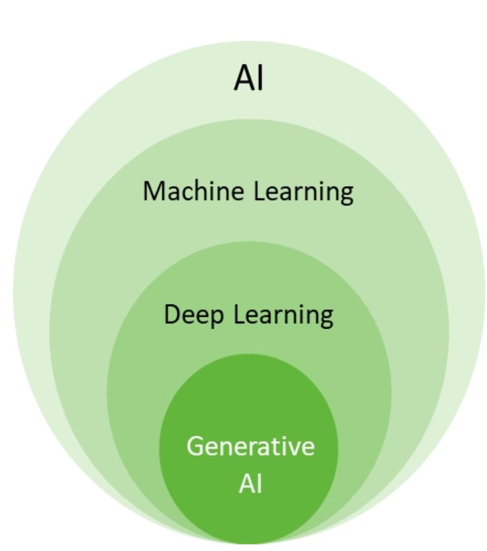 AI
Machine Learning
Deep Learning
Generative
AI